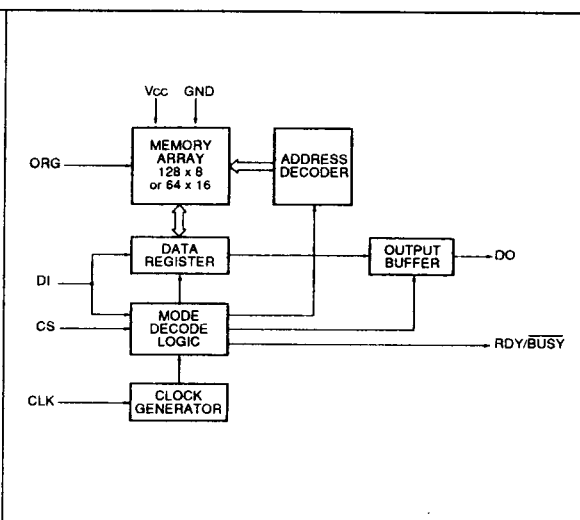 Vcc GND
MEMORY
ARRAY
128 x 8
or 64 x 16
ADDRESS
DECODER
ORG
DATA
REGISTER
OUTPUT
BUFFER
DO
DI
MODE
DECODE
LOGIC
CS
RDY/BUSY
CLK
CLOCK
GENERATOR